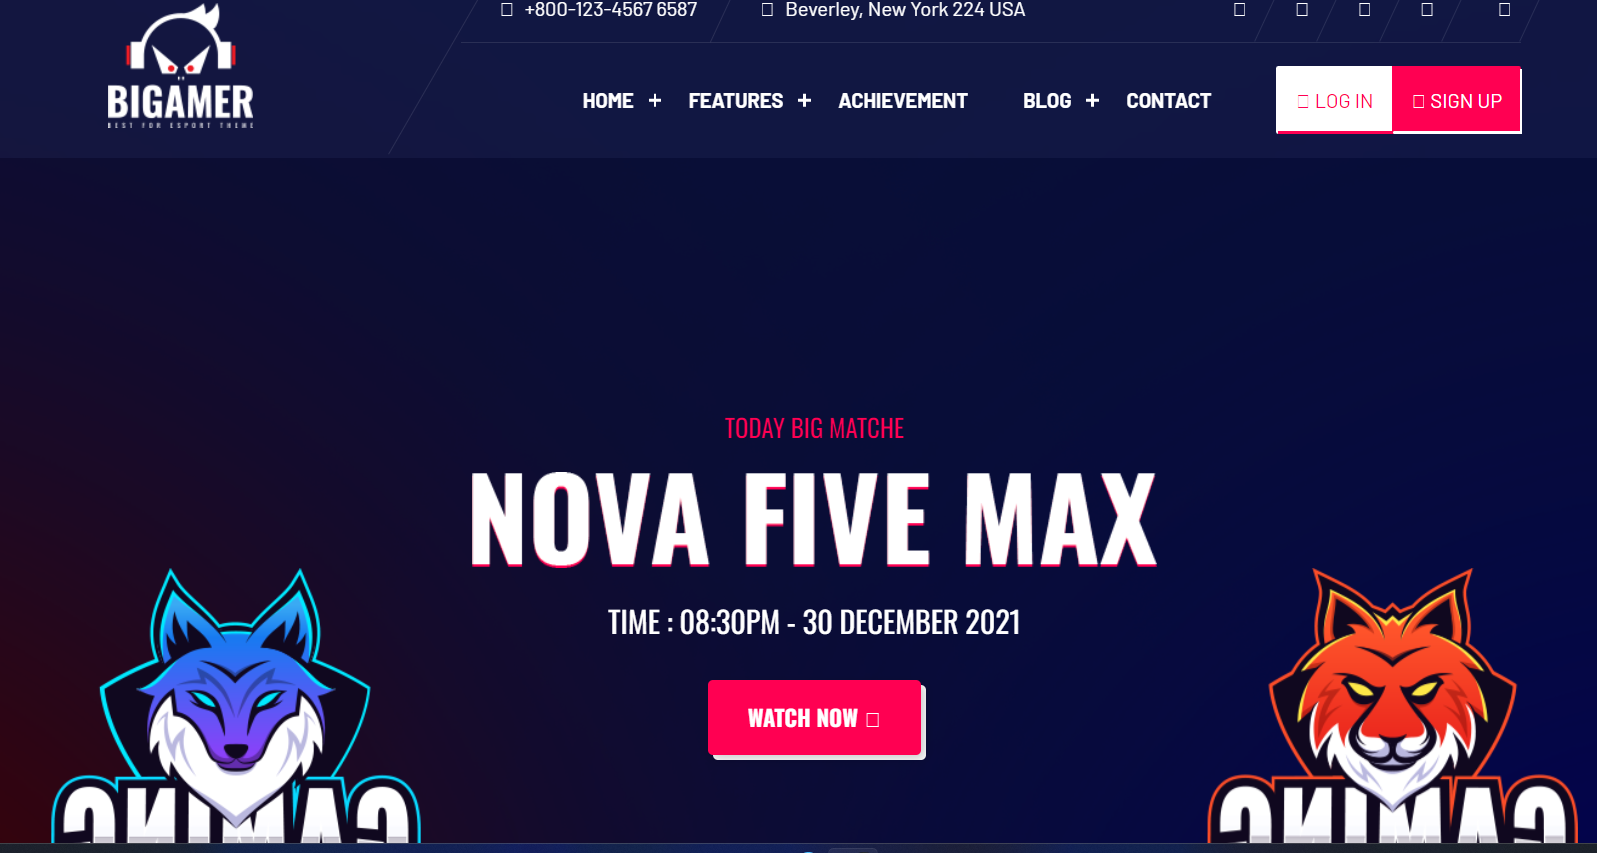 +800-123-4567 6587
Beverley, New York 224 USA
BIGAMER
BEST FOR ESPORT THEME
HOME + FEATURES + ACHIEVEMENT BLOG + CONTACT
LOG IN
SIGN UP
TODAY BIG MATCHE
NOVA FIVE MAX
TIME : 08:30PM - 30 DECEMBER 2021
WATCH NOW
GAMING
GAMING